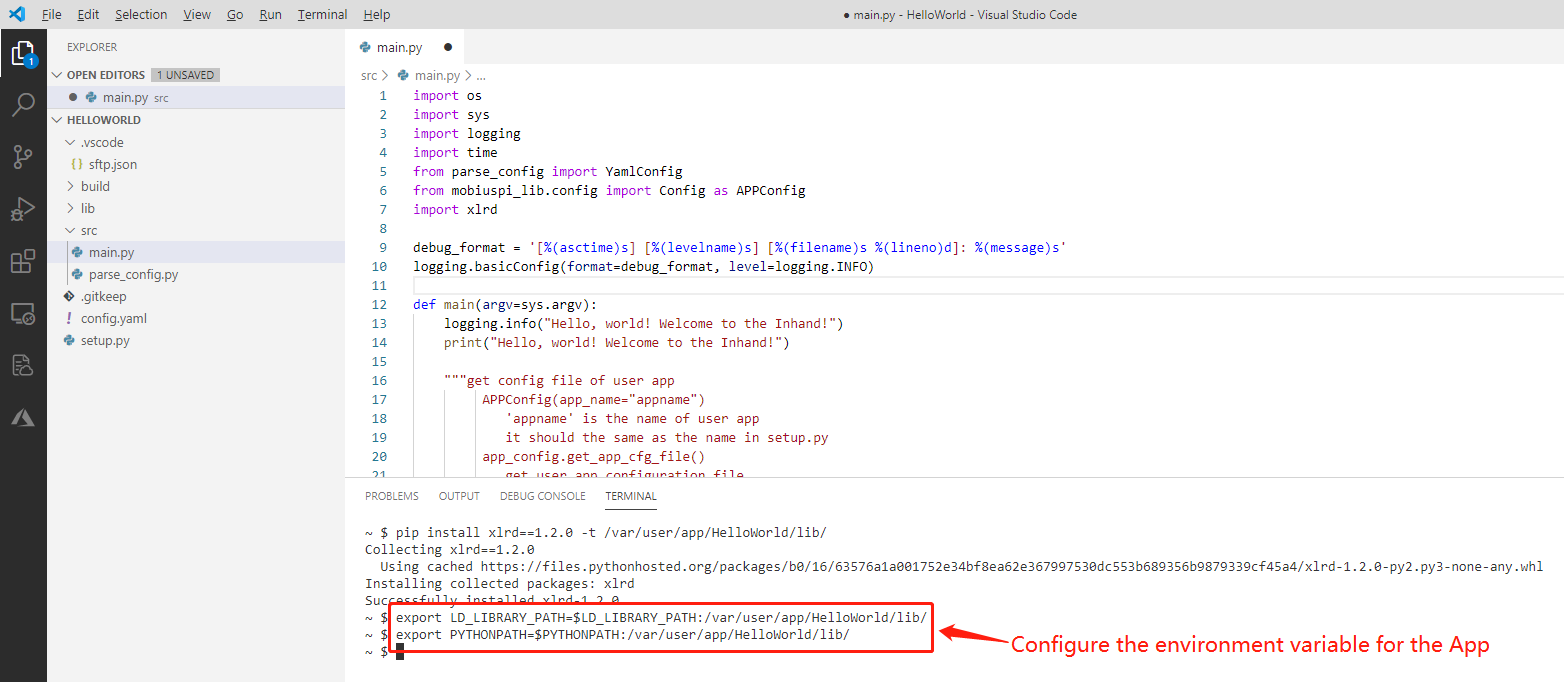 File Edit Selection View Go Run Terminal Help
● main.py - HelloWorld - Visual Studio Code
1
EXPLORER
OPEN EDITORS 1 UNSAVED
main.py src
HELLOWORLD
.vscode
{} sftp.json
build
lib
src
main.py
parse_config.py
.gitkeep
! config.yaml
setup.py
main.py ●
src > main.py > ...
1 import os
2 import sys
3 import logging
4 import time
5 from parse_config import YamlConfig
6 from mobiuspi_lib.config import Config as APPConfig
7 import xlrd
8
9 debug_format = '[%(asctime)s] [%(levelname)s] [%(filename)s %(lineno)d]: %(message)s'
10 logging.basicConfig(format=debug_format, level=logging.INFO)
11
12 def main(argv=sys.argv):
13 logging.info("Hello, world! Welcome to the Inhand!")
14 print("Hello, world! Welcome to the Inhand!")
15
16 """get config file of user app
17 APPConfig(app_name="appname")
18 'appname' is the name of user app
19 it should the same as the name in setup.py
20 app_config.get_app_cfg_file()
21 get user app configuration file
PROBLEMS OUTPUT DEBUG CONSOLE TERMINAL
~ $ pip install xlrd==1.2.0 -t /var/user/app/HelloWorld/lib/
Collecting xlrd==1.2.0
Using cached https://files.pythonhosted.org/packages/b0/16/63576a1a001752e34bf8ea62e367997530dc553b689356b9879339cf45a4/xlrd-1.2.0-py2.py3-none-any.whl
Installing collected packages: xlrd
Successfully installed xlrd-1.2.0
~ $ export LD_LIBRARY_PATH=$LD_LIBRARY_PATH:/var/user/app/HelloWorld/lib/
~ $ export PYTHONPATH=$PYTHONPATH:/var/user/app/HelloWorld/lib/
~ $
Configure the environment variable for the App